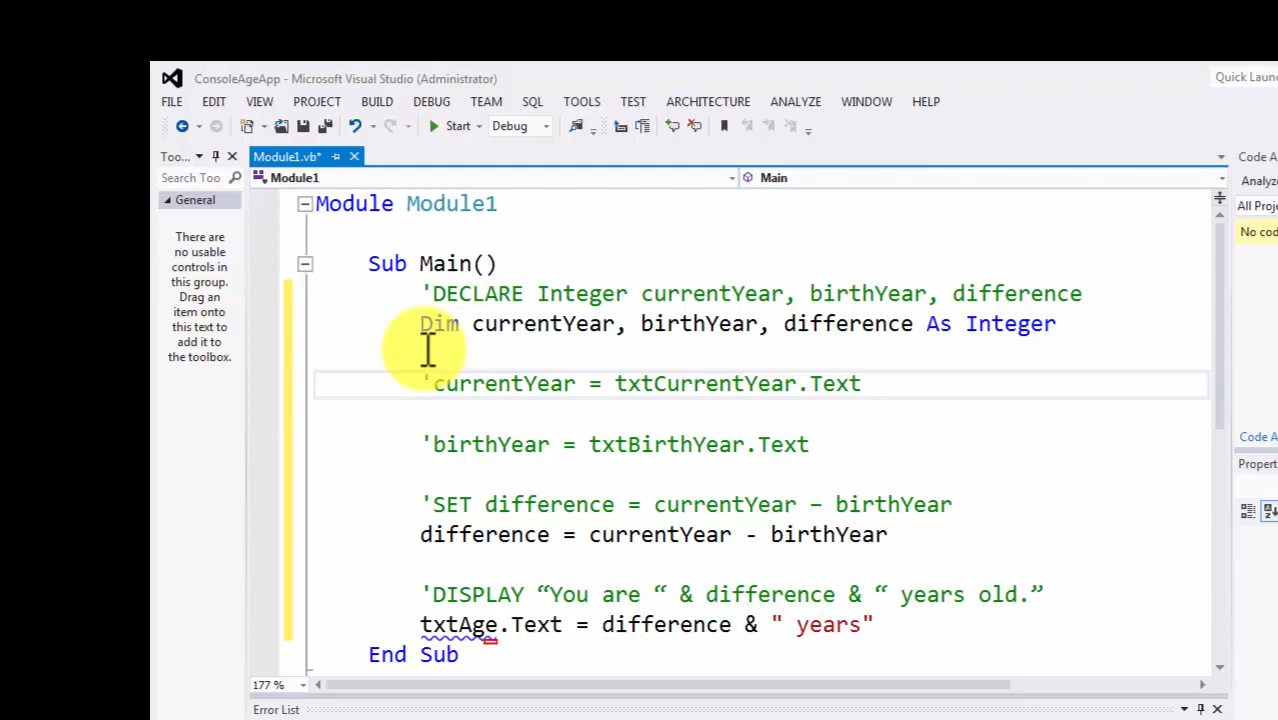 ConsoleAgeApp - Microsoft Visual Studio (Administrator)
Quick Laun
FILE EDIT VIEW PROJECT BUILD DEBUG TEAM SQL TOOLS TEST ARCHITECTURE ANALYZE WINDOW HELP
Start Debug
Too...
Module1.vb*
Code A
Search Too
Module1
Main
Analyze
General
All Proje
No cod
There are
no usable
controls in
this group.
Drag an
item onto
this text to
add it to
the toolbox.
Module Module1
Sub Main()
'DECLARE Integer currentYear, birthYear, difference
Dim currentYear, birthYear, difference As Integer
'currentYear = txtCurrentYear.Text
'birthYear = txtBirthYear.Text
'SET difference = currentYear – birthYear
difference = currentYear - birthYear
'DISPLAY “You are “ & difference & “ years old.”
txtAge.Text = difference & " years"
End Sub
Code A
Propert
177 %
Error List